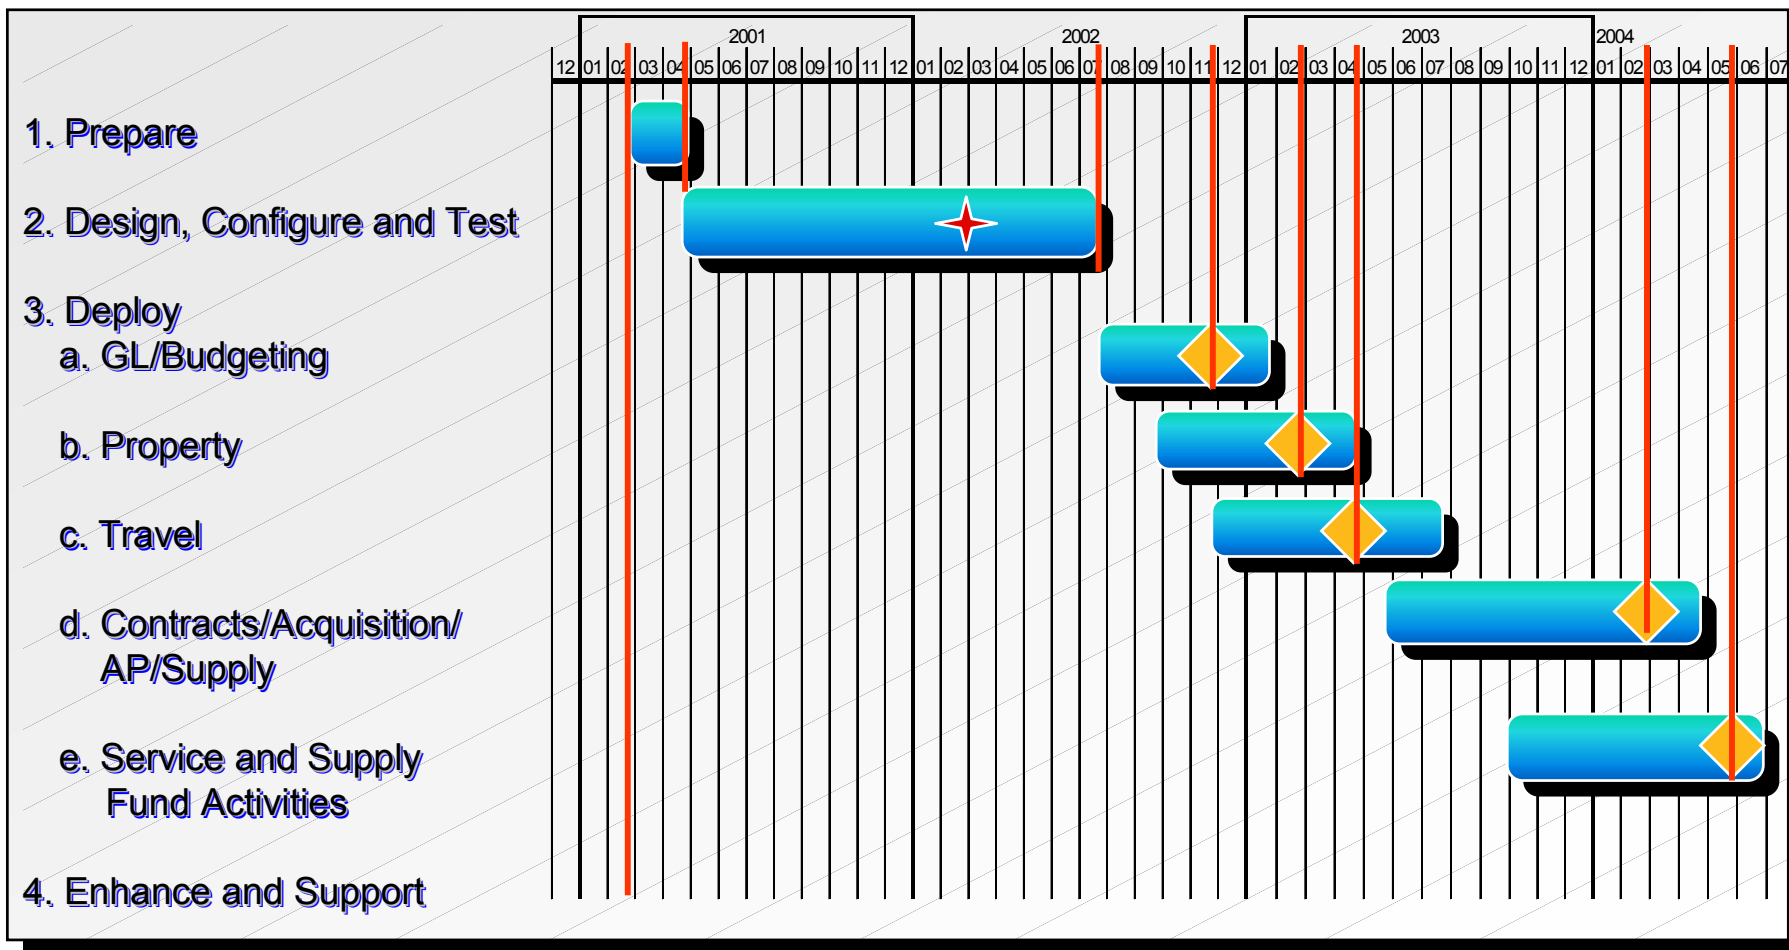 2001 2002 2003 2004
12 01 02 03 04 05 06 07 08 09 10 11 12 01 02 03 04 05 06 07 08 09 10 11 12 01 02 03 04 05 06 07 08 09 10 11 12 01 02 03 04 05 06 07
1. Prepare
2. Design, Configure and Test
3. Deploy
a. GL/Budgeting
b. Property
c. Travel
d. Contracts/Acquisition/
AP/Supply
e. Service and Supply
Fund Activities
4. Enhance and Support